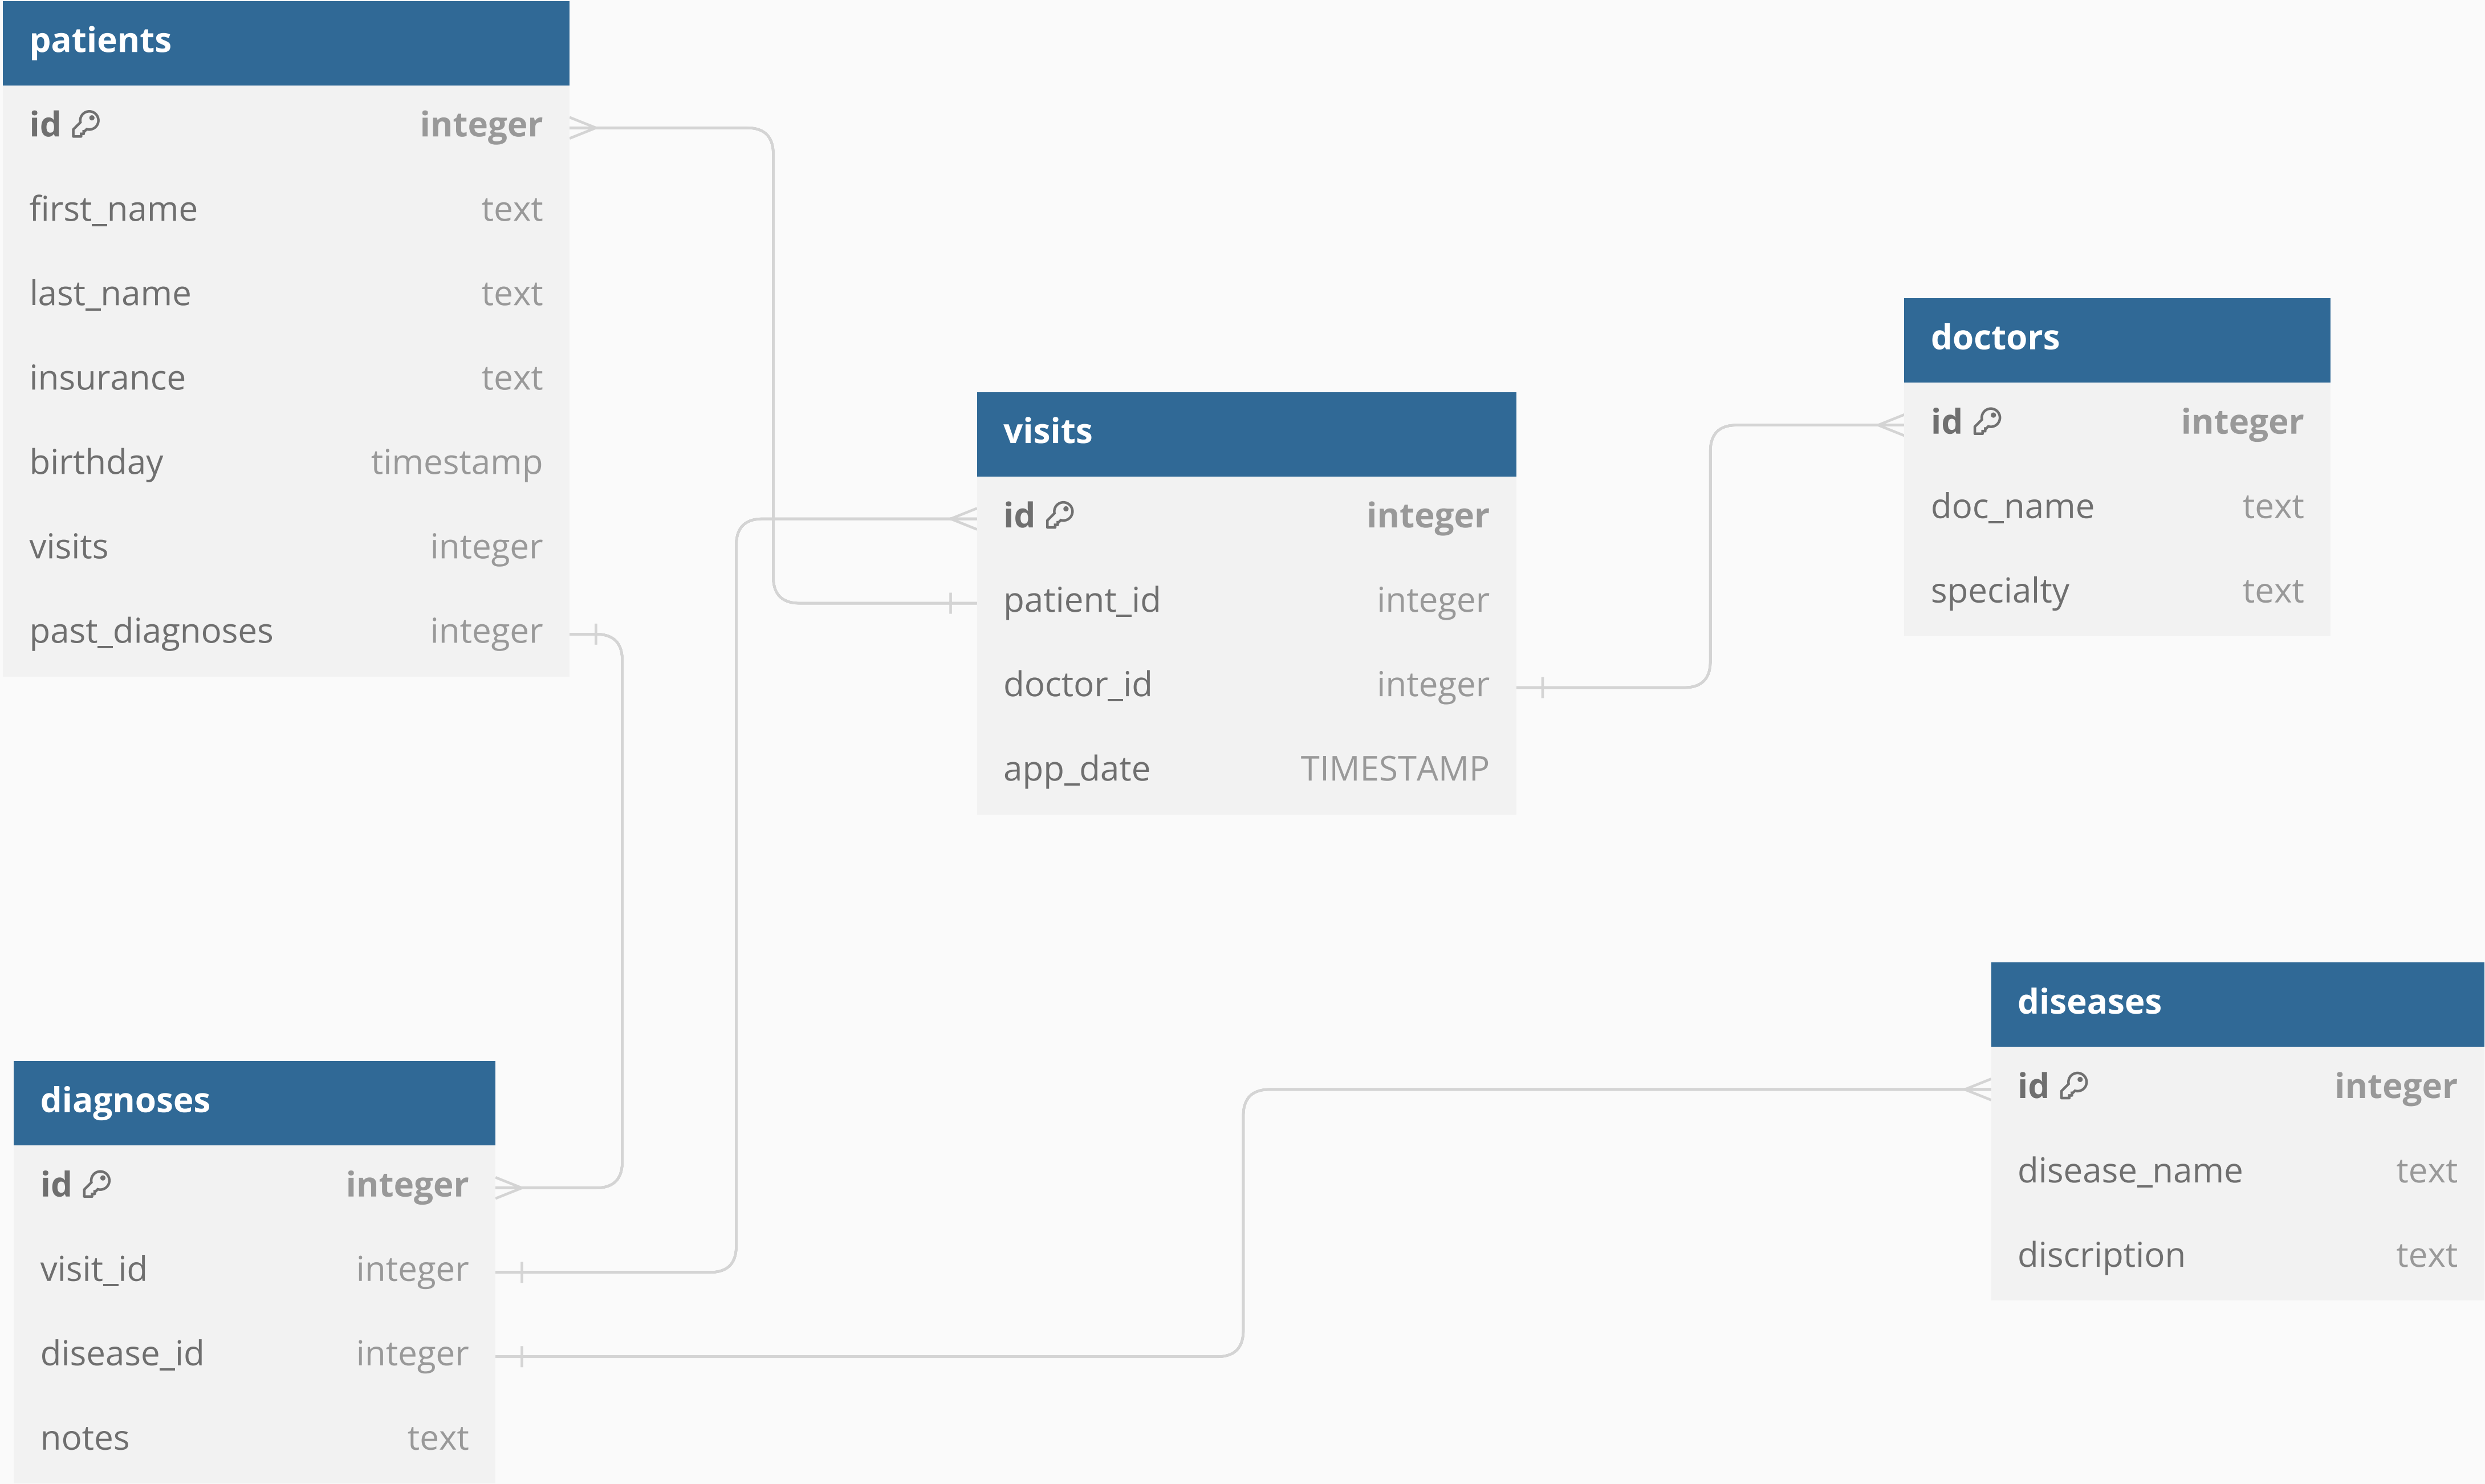 patients
id integer
first_name text
last_name text
insurance text
birthday timestamp
visits integer
past_diagnoses integer
visits
id integer
patient_id integer
doctor_id integer
app_date TIMESTAMP
doctors
id integer
doc_name text
specialty text
diagnoses
id integer
visit_id integer
disease_id integer
notes text
diseases
id integer
disease_name text
discription text